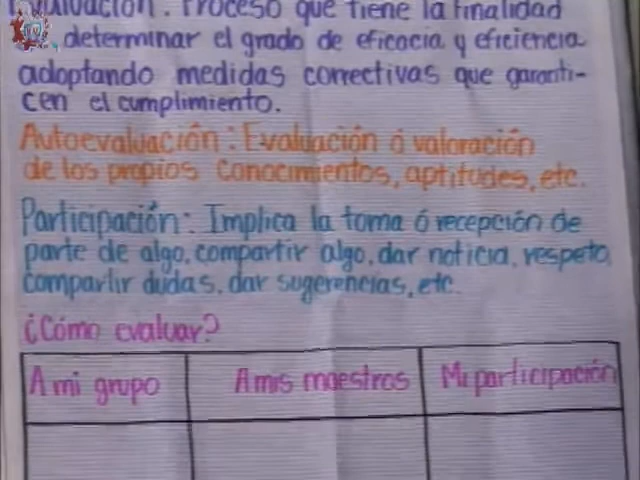 Evaluación: Proceso que tiene la finalidad
determinar el grado de eficacia y eficiencia
adoptando medidas correctivas que garanti-
cen el cumplimiento.
Autoevaluación: Evaluación ó valoración
de los propios conocimientos, aptitudes, etc.
Participación: Implica la toma ó recepción de
parte de algo, compartir algo, dar noticia, respeto,
compartir dudas, dar sugerencias, etc.
¿Cómo evaluar?
A mi grupo A mis maestros Mi participación